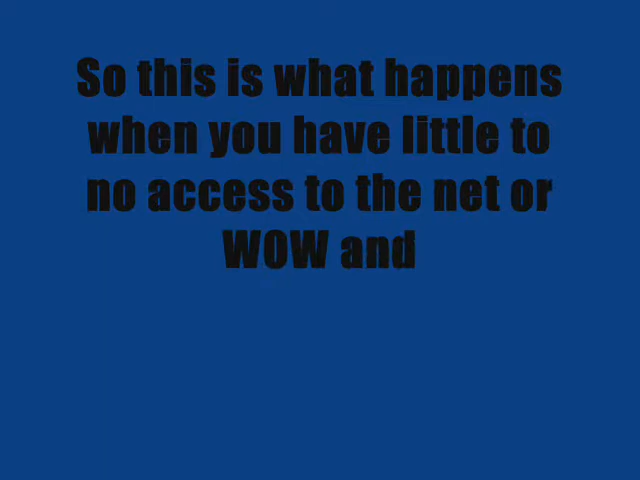 So this is what happens
when you have little to
no access to the net or
WOW and